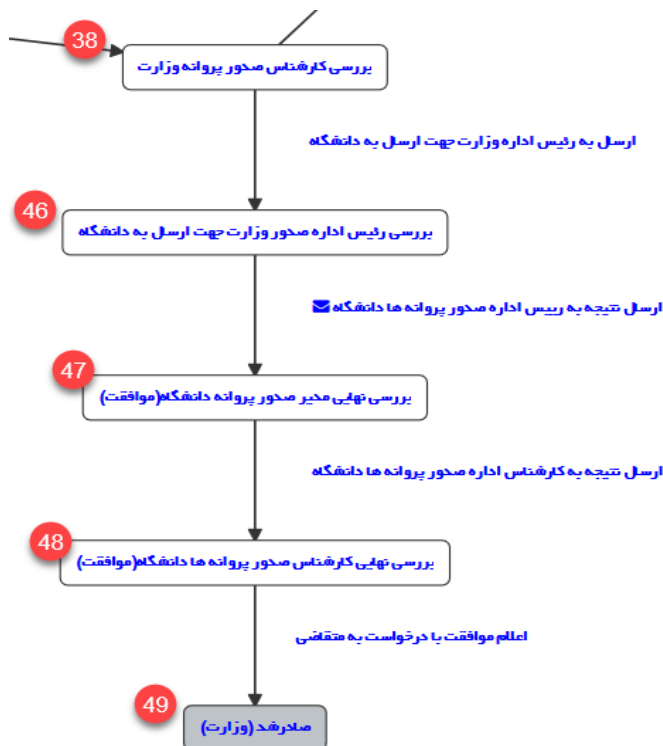 38
بررسی کارشناس صدور پروانه وزارت
ارسال به رئیس اداره وزارت جهت ارسال به دانشگاه
46
بررسی رئیس اداره صدور وزارت جهت ارسال به دانشگاه
ارسال نتیجه به رییس اداره صدور پروانه ها دانشگاه
47
بررسی نهایی مدیر صدور پروانه دانشگاه(موافقت)
ارسال نتیجه به کارشناس اداره صدور پروانه ها دانشگاه
48
بررسی نهایی کارشناس صدور پروانه ها دانشگاه(موافقت)
اعلام موافقت با درخواست به متقاضی
49
صادرشد (وزارت)